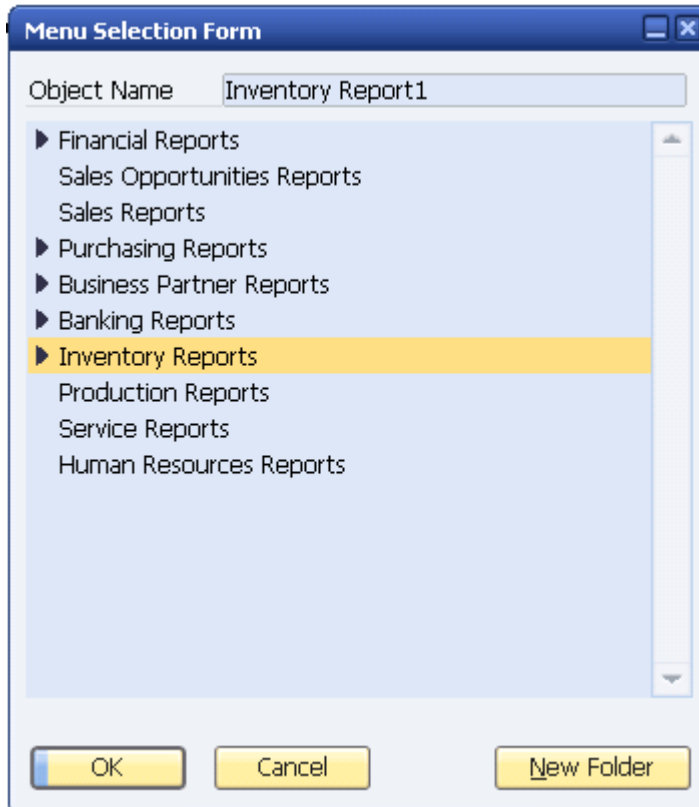 Menu Selection Form
Object Name Inventory Report1
Financial Reports
Sales Opportunities Reports
Sales Reports
Purchasing Reports
Business Partner Reports
Banking Reports
Inventory Reports
Production Reports
Service Reports
Human Resources Reports
OK Cancel New Folder